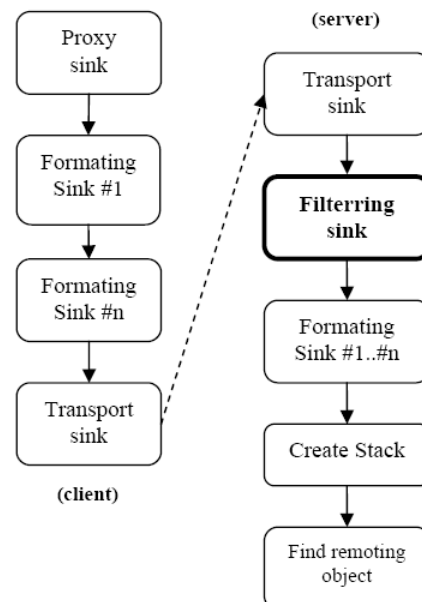 Proxy
sink
Formating
Sink #1
Formating
Sink #n
Transport
sink
(client)
(server)
Transport
sink
Filterring
sink
Formating
Sink #1..#n
Create Stack
Find remoting
object